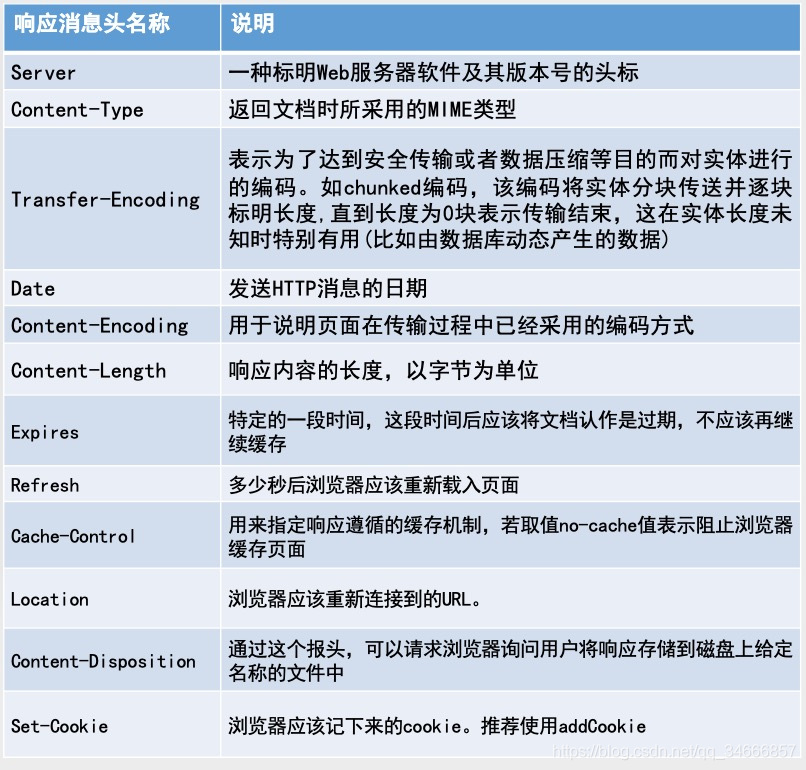 响应消息头名称 说明
Server 一种标明Web服务器软件及其版本号的头标
Content-Type 返回文档时所采用的MIME类型
Transfer-Encoding 表示为了达到安全传输或者数据压缩等目的而对实体进行
的编码。如chunked编码，该编码将实体分块传送并逐块
标明长度,直到长度为0块表示传输结束，这在实体长度未
知时特别有用(比如由数据库动态产生的数据)
Date 发送HTTP消息的日期
Content-Encoding 用于说明页面在传输过程中已经采用的编码方式
Content-Length 响应内容的长度，以字节为单位
Expires 特定的一段时间，这段时间后应该将文档认作是过期，不应该再继
续缓存
Refresh 多少秒后浏览器应该重新载入页面
Cache-Control 用来指定响应遵循的缓存机制，若取值no-cache值表示阻止浏览器
缓存页面
Location 浏览器应该重新连接到的URL。
Content-Disposition 通过这个报头，可以请求浏览器询问用户将响应存储到磁盘上给定
名称的文件中
Set-Cookie 浏览器应该记下来的cookie。推荐使用addCookie
https://blog.csdn.net/qq_34666857